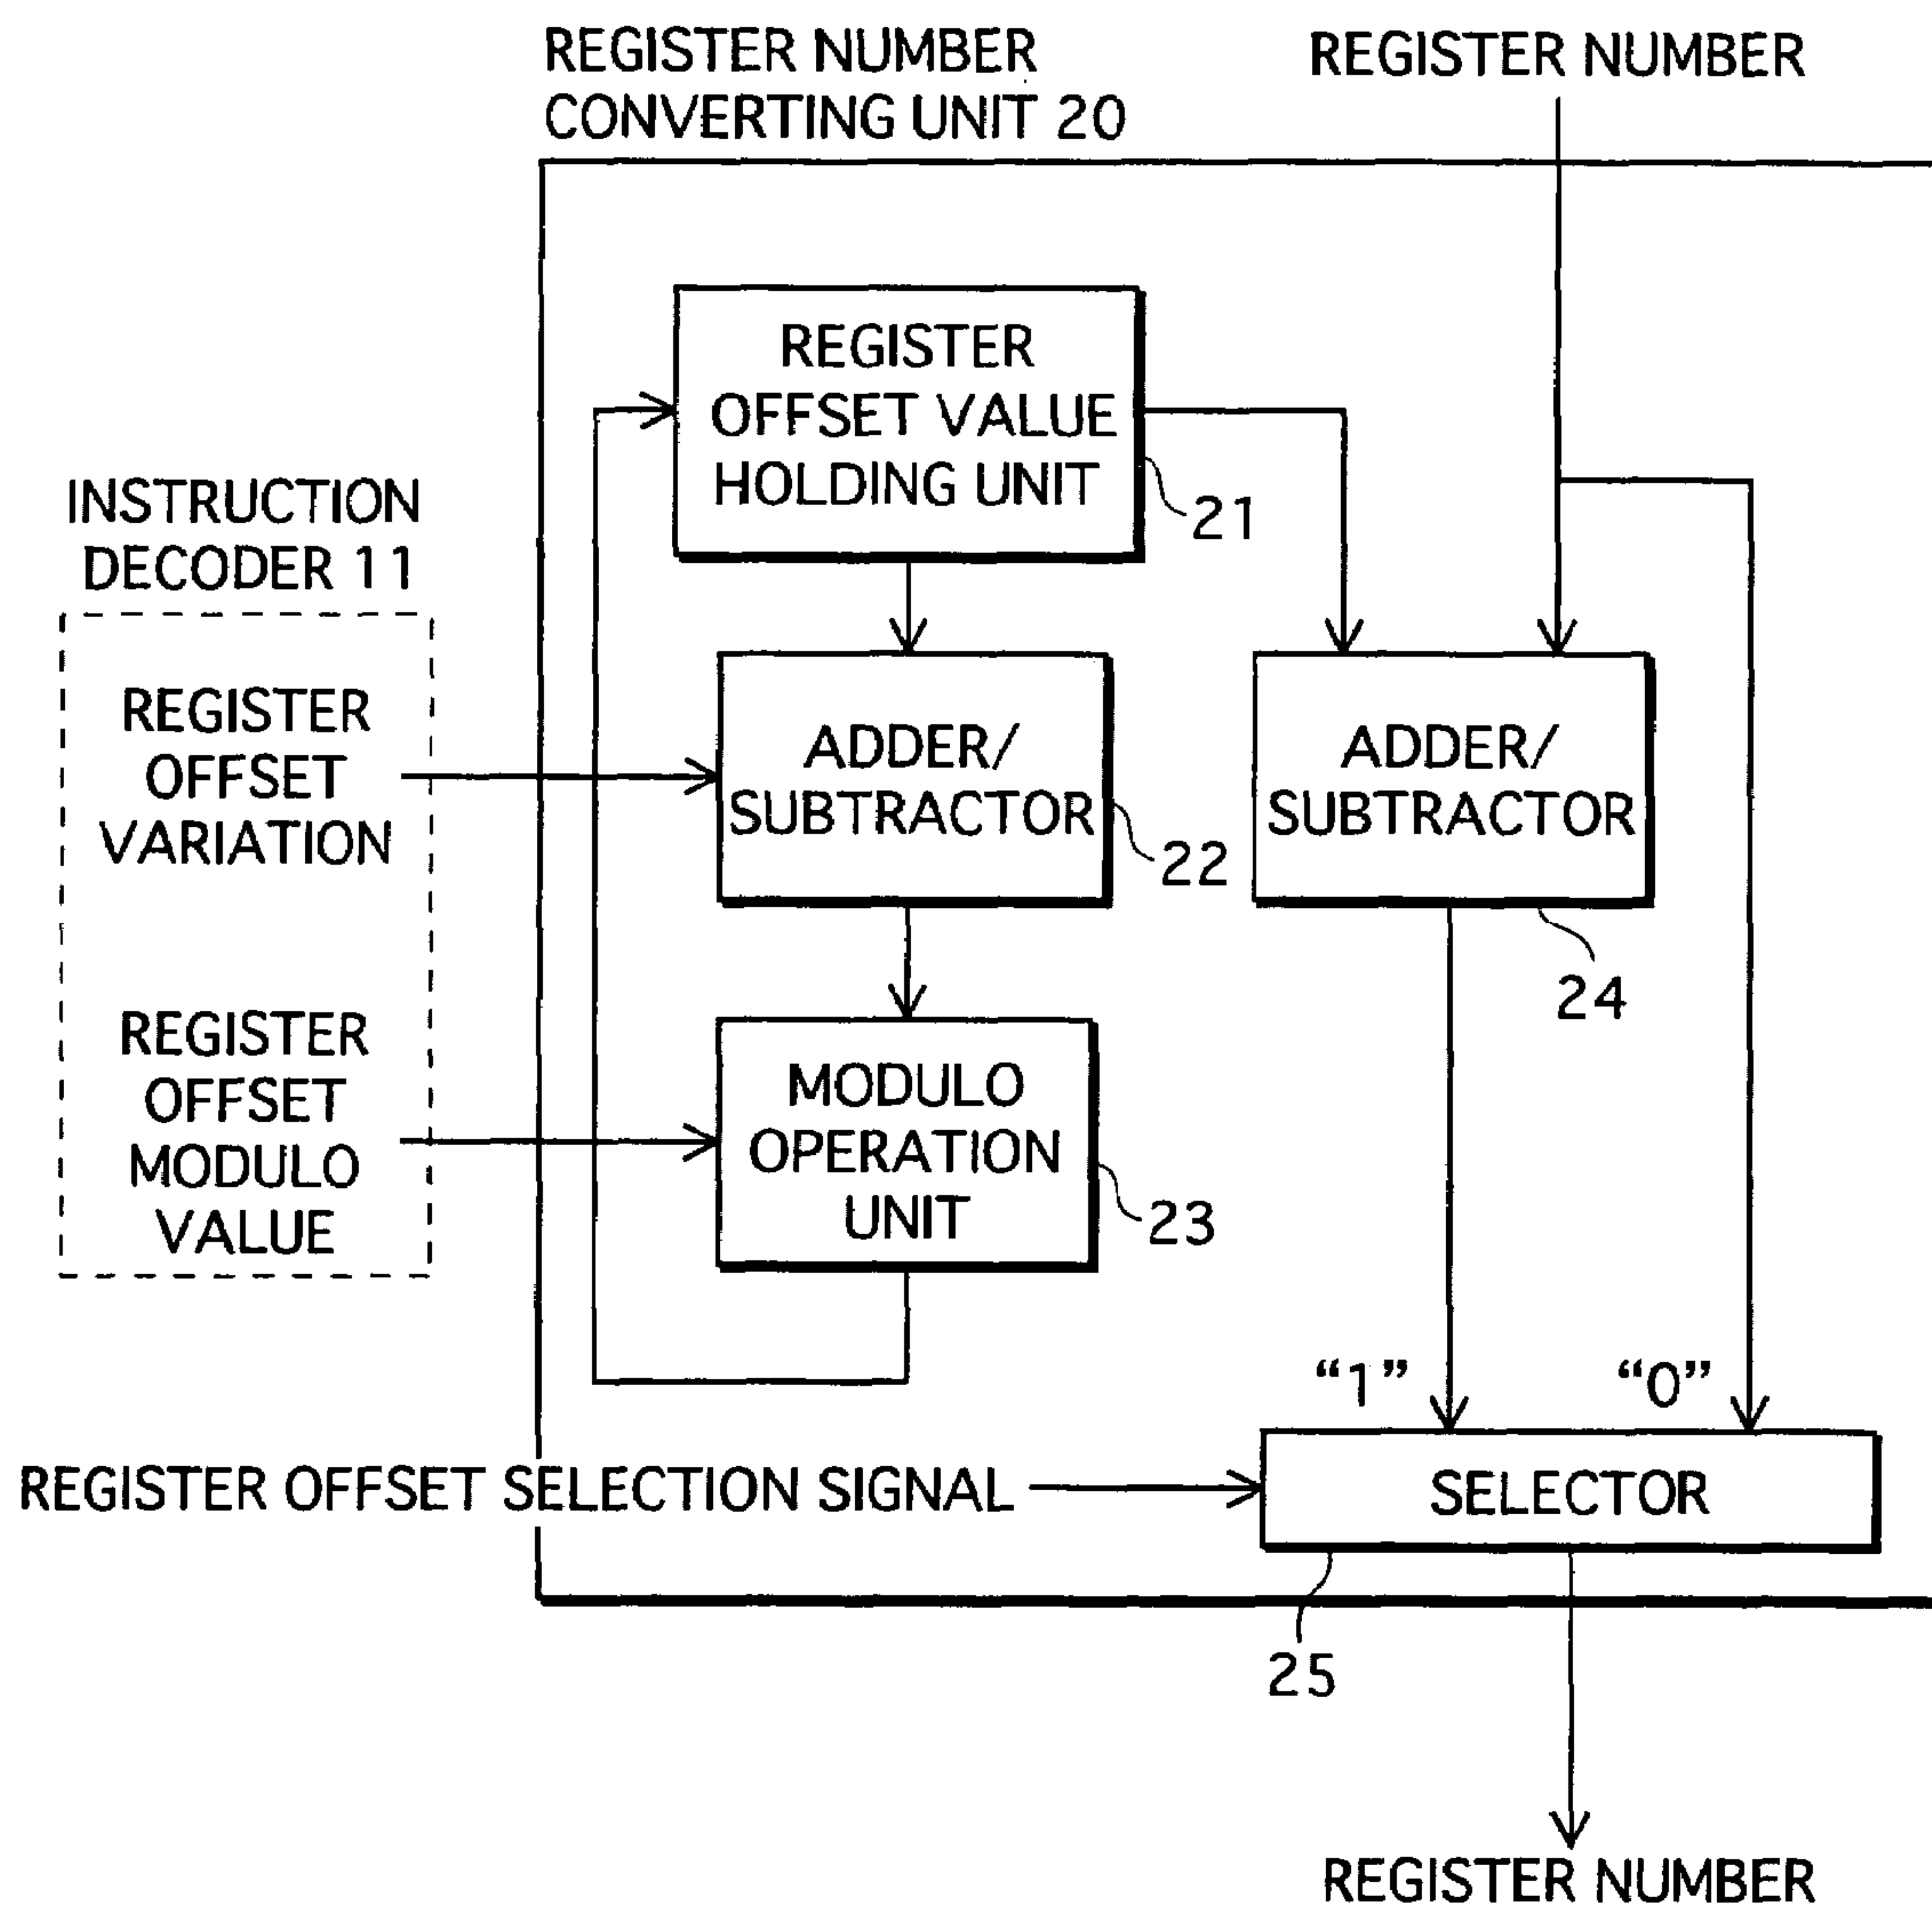 REGISTER NUMBER
CONVERTING UNIT 20
REGISTER NUMBER
REGISTER
OFFSET VALUE
HOLDING UNIT
21
INSTRUCTION
DECODER 11
REGISTER
OFFSET
VARIATION
ADDER/
SUBTRACTOR
22
ADDER/
SUBTRACTOR
24
REGISTER
OFFSET
MODULO
VALUE
MODULO
OPERATION
UNIT
23
“1”
“0”
REGISTER OFFSET SELECTION SIGNAL
SELECTOR
25
REGISTER NUMBER